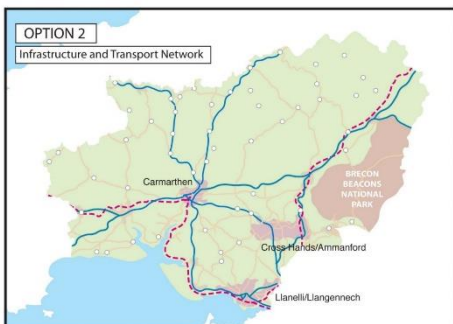 OPTION 2
Infrastructure and Transport Network
Carmarthen
BRECON
BEACONS
NATIONAL
PARK
Cross Hands/Ammanford
Llanelli/Llangennech